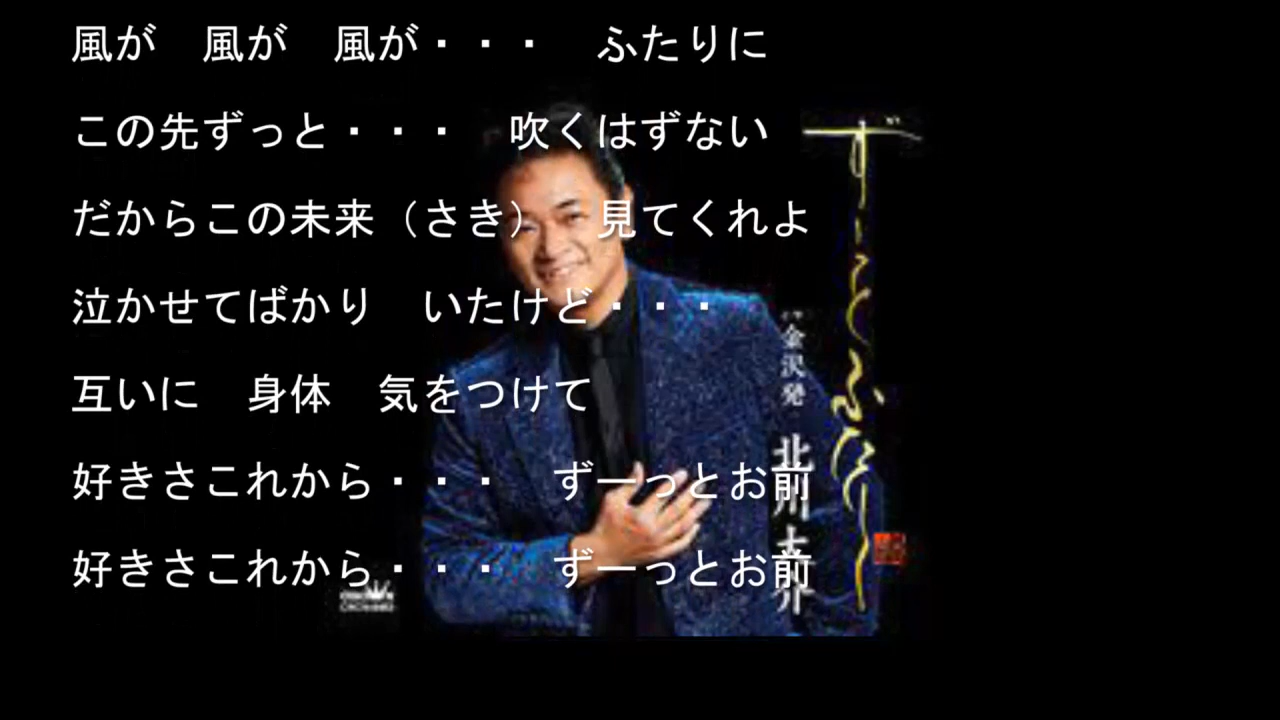 風が　風が　風が・・・　ふたりに
この先ずっと・・・　吹くはずない
だからこの未来（さき）　見てくれよ
泣かせてばかり　いたけど・・・
互いに　身体　気をつけて
好きさこれから・・・　ずーっとお前
好きさこれから・・・　ずーっとお前
ずーっとふたり
金沢発
北川大介